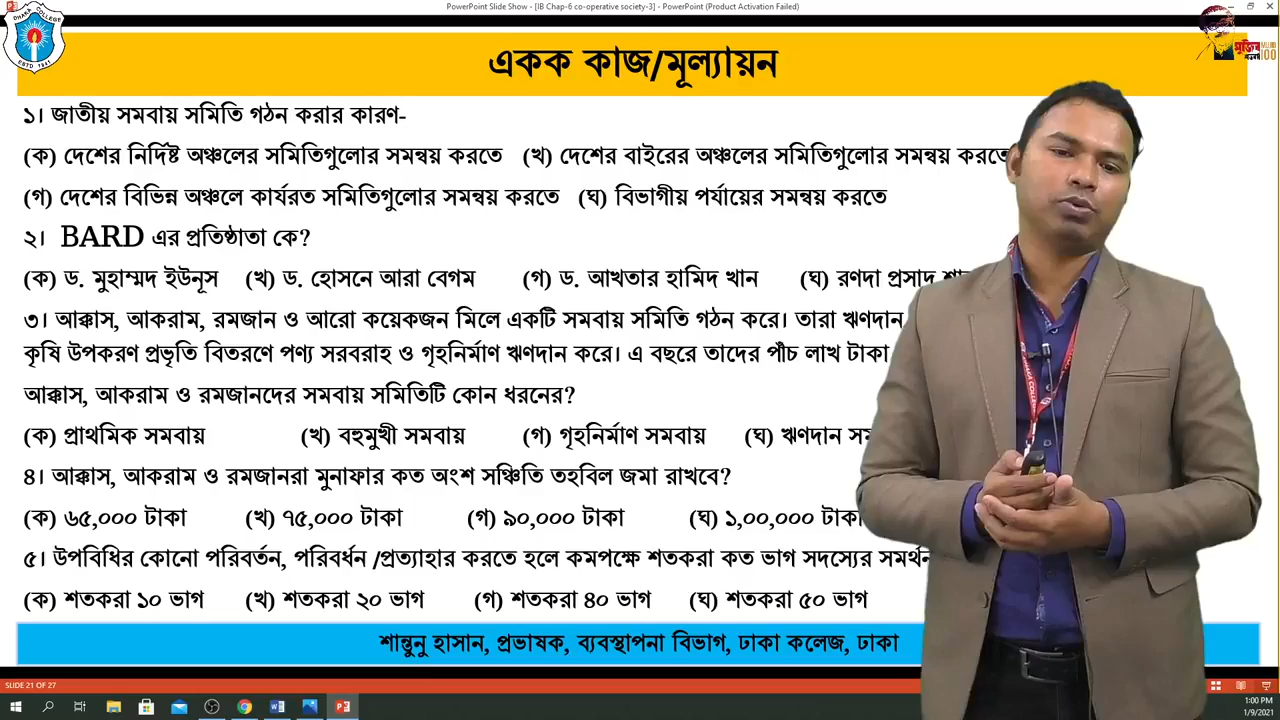 PowerPoint Slide Show - [IB Chap-6 co-operative society-3] - PowerPoint (Product Activation Failed)
DHAKA COLLEGE
ESTD 1841
একক কাজ/মূল্যায়ন
মুজিব
100
১। জাতীয় সমবায় সমিতি গঠন করার কারণ-
(ক) দেশের নির্দিষ্ট অঞ্চলের সমিতিগুলোর সমন্বয় করতে (খ) দেশের বাইরের অঞ্চলের সমিতিগুলোর সমন্বয় করতে
(গ) দেশের বিভিন্ন অঞ্চলে কার্যরত সমিতিগুলোর সমন্বয় করতে (ঘ) বিভাগীয় পর্যায়ের সমন্বয় করতে
২। BARD এর প্রতিষ্ঠাতা কে?
(ক) ড. মুহাম্মদ ইউনূস (খ) ড. হোসনে আরা বেগম (গ) ড. আখতার হামিদ খান (ঘ) রণদা প্রসাদ
৩। আক্কাস, আকরাম, রমজান ও আরো কয়েকজন মিলে একটি সমবায় সমিতি গঠন করে। তারা ঋণদান
কৃষি উপকরণ প্রভৃতি বিতরণে পণ্য সরবরাহ ও গৃহনির্মাণ ঋণদান করে। এ বছরে তাদের পাঁচ লাখ টাকা
আক্কাস, আকরাম ও রমজানদের সমবায় সমিতিটি কোন ধরনের?
(ক) প্রাথমিক সমবায় (খ) বহুমুখী সমবায় (গ) গৃহনির্মাণ সমবায় (ঘ) ঋণদান
৪। আক্কাস, আকরাম ও রমজানরা মুনাফার কত অংশ সঞ্চিতি তহবিল জমা রাখবে?
(ক) ৬৫,০০০ টাকা (খ) ৭৫,০০০ টাকা (গ) ৯০,০০০ টাকা (ঘ) ১,০০,০০০ টাকা
৫। উপবিধির কোনো পরিবর্তন, পরিবর্ধন /প্রত্যাহার করতে হলে কমপক্ষে শতকরা কত ভাগ সদস্যের সমর্থন
(ক) শতকরা ১০ ভাগ (খ) শতকরা ২০ ভাগ (গ) শতকরা ৪০ ভাগ (ঘ) শতকরা ৫০ ভাগ
শান্তুনু হাসান, প্রভাষক, ব্যবস্থাপনা বিভাগ, ঢাকা কলেজ, ঢাকা
SLIDE 21 OF 27
1:00 PM
1/9/2021